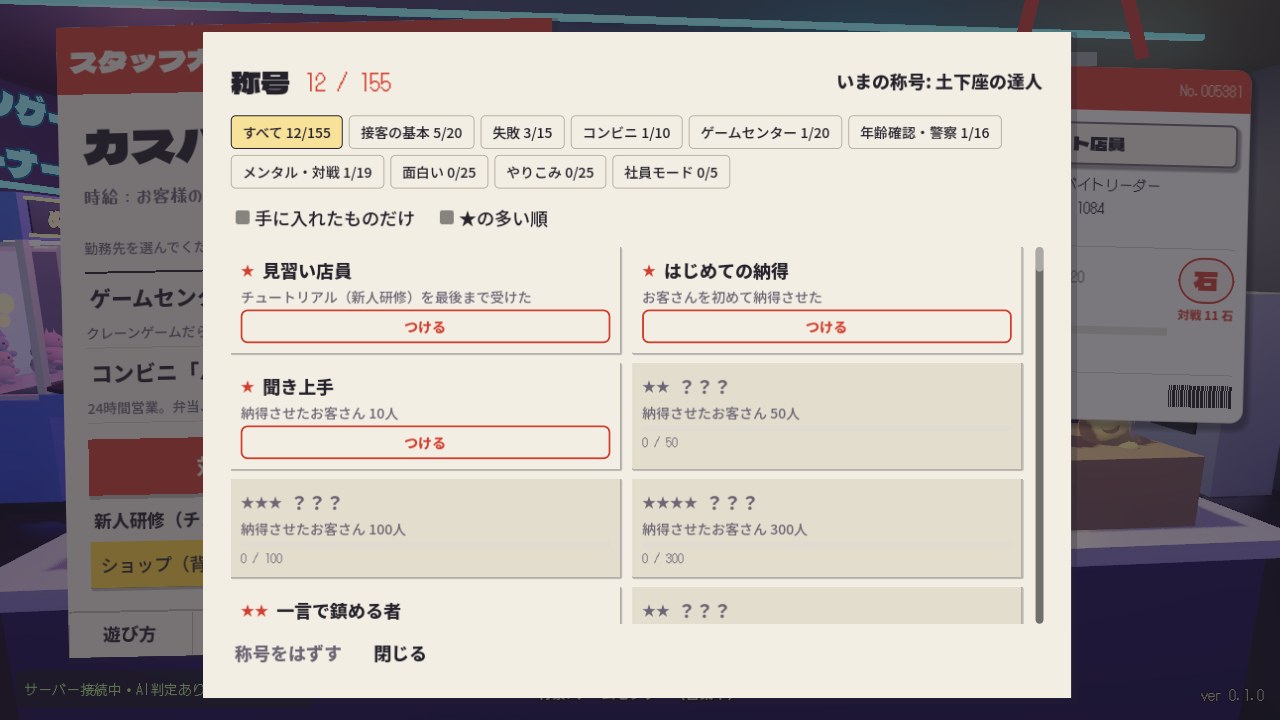 称号 12 / 155
いまの称号: 土下座の達人
すべて 12/155
接客の基本 5/20
失敗 3/15
コンビニ 1/10
ゲームセンター 1/20
年齢確認・警察 1/16
メンタル・対戦 1/19
面白い 0/25
やりこみ 0/25
社員モード 0/5
手に入れたものだけ
★の多い順
★ 見習い店員
チュートリアル（新人研修）を最後まで受けた
つける
★ はじめての納得
お客さんを初めて納得させた
つける
★ 聞き上手
納得させたお客さん 10人
つける
★★ ？？？
納得させたお客さん 50人
0 / 50
★★★ ？？？
納得させたお客さん 100人
0 / 100
★★★★ ？？？
納得させたお客さん 300人
0 / 300
★★ 一言で鎮める者
★★ ？？？
称号をはずす
閉じる
スタッフ
カス
時給：お客様の
勤務先を選んでくだ
ゲームセン
クレーンゲームだら
コンビニ「
24時間営業。弁当
新人研修（チ
ショップ（背
遊び方
サーバー接続中・AI判定あり
No. 005381
ト店員
バイトリーダー
1084
20
石
対戦 11 石
ver 0.1.0